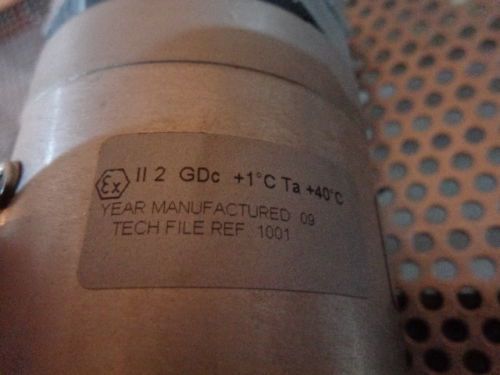 Ex II 2 GDc +1°C Ta +40°C
YEAR MANUFACTURED 09
TECH FILE REF. 1001